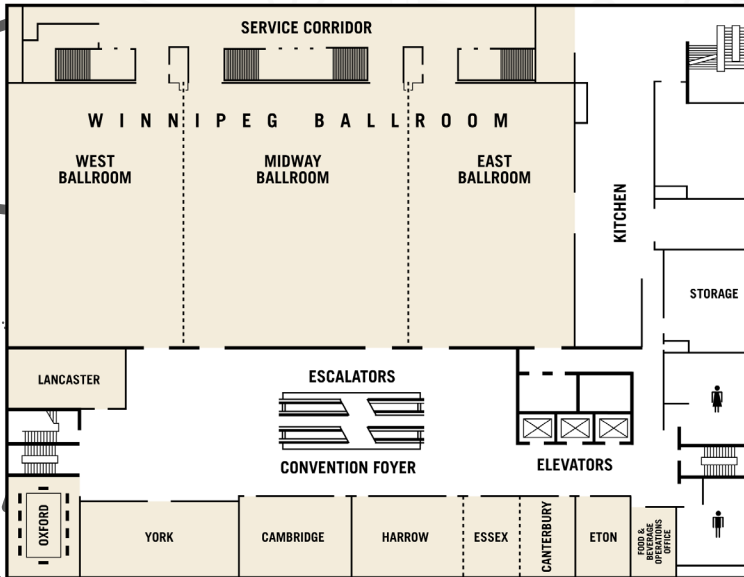 SERVICE CORRIDOR
WINNIPEG BALLROOM
WEST
BALLROOM
MIDWAY
BALLROOM
EAST
BALLROOM
KITCHEN
STORAGE
LANCASTER
ESCALATORS
CONVENTION FOYER
ELEVATORS
OXFORD
YORK
CAMBRIDGE
HARROW
ESSEX
CANTERBURY
ETON
FOOD &
BEVERAGE
OPERATIONS
OFFICE